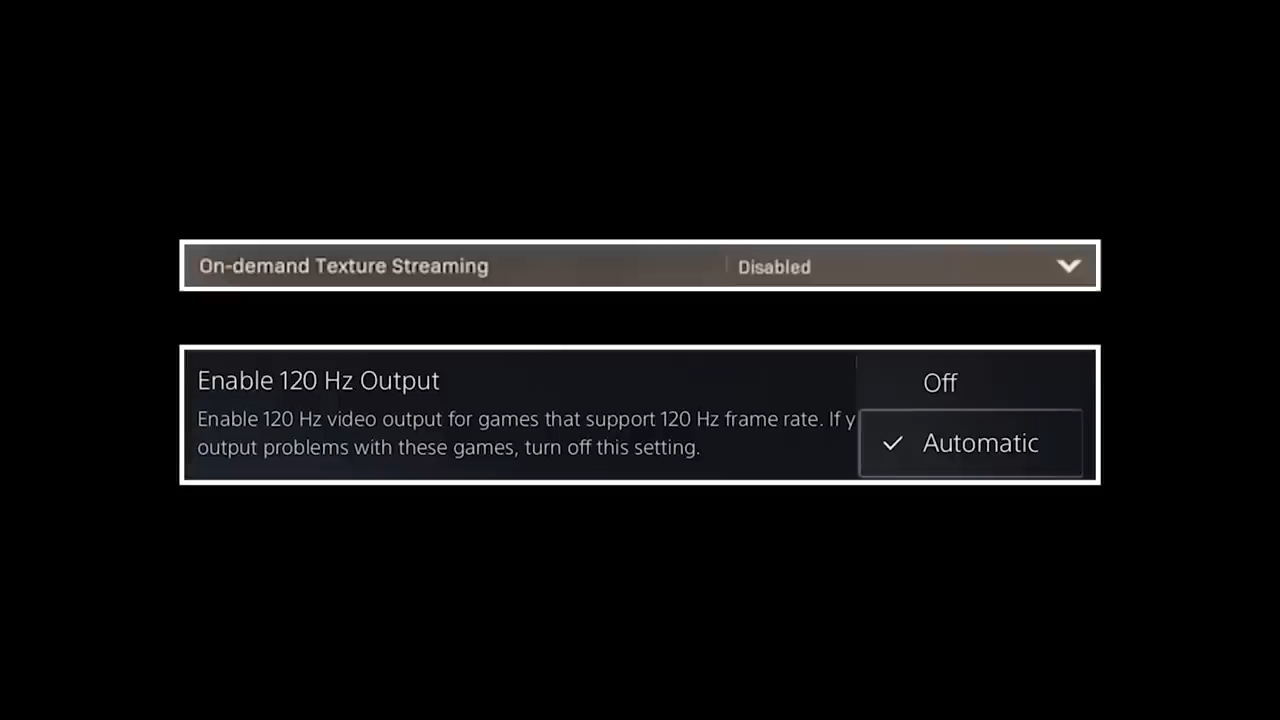 On-demand Texture Streaming Disabled
Enable 120 Hz Output
Off
Enable 120 Hz video output for games that support 120 Hz frame rate. If y
output problems with these games, turn off this setting.
Automatic